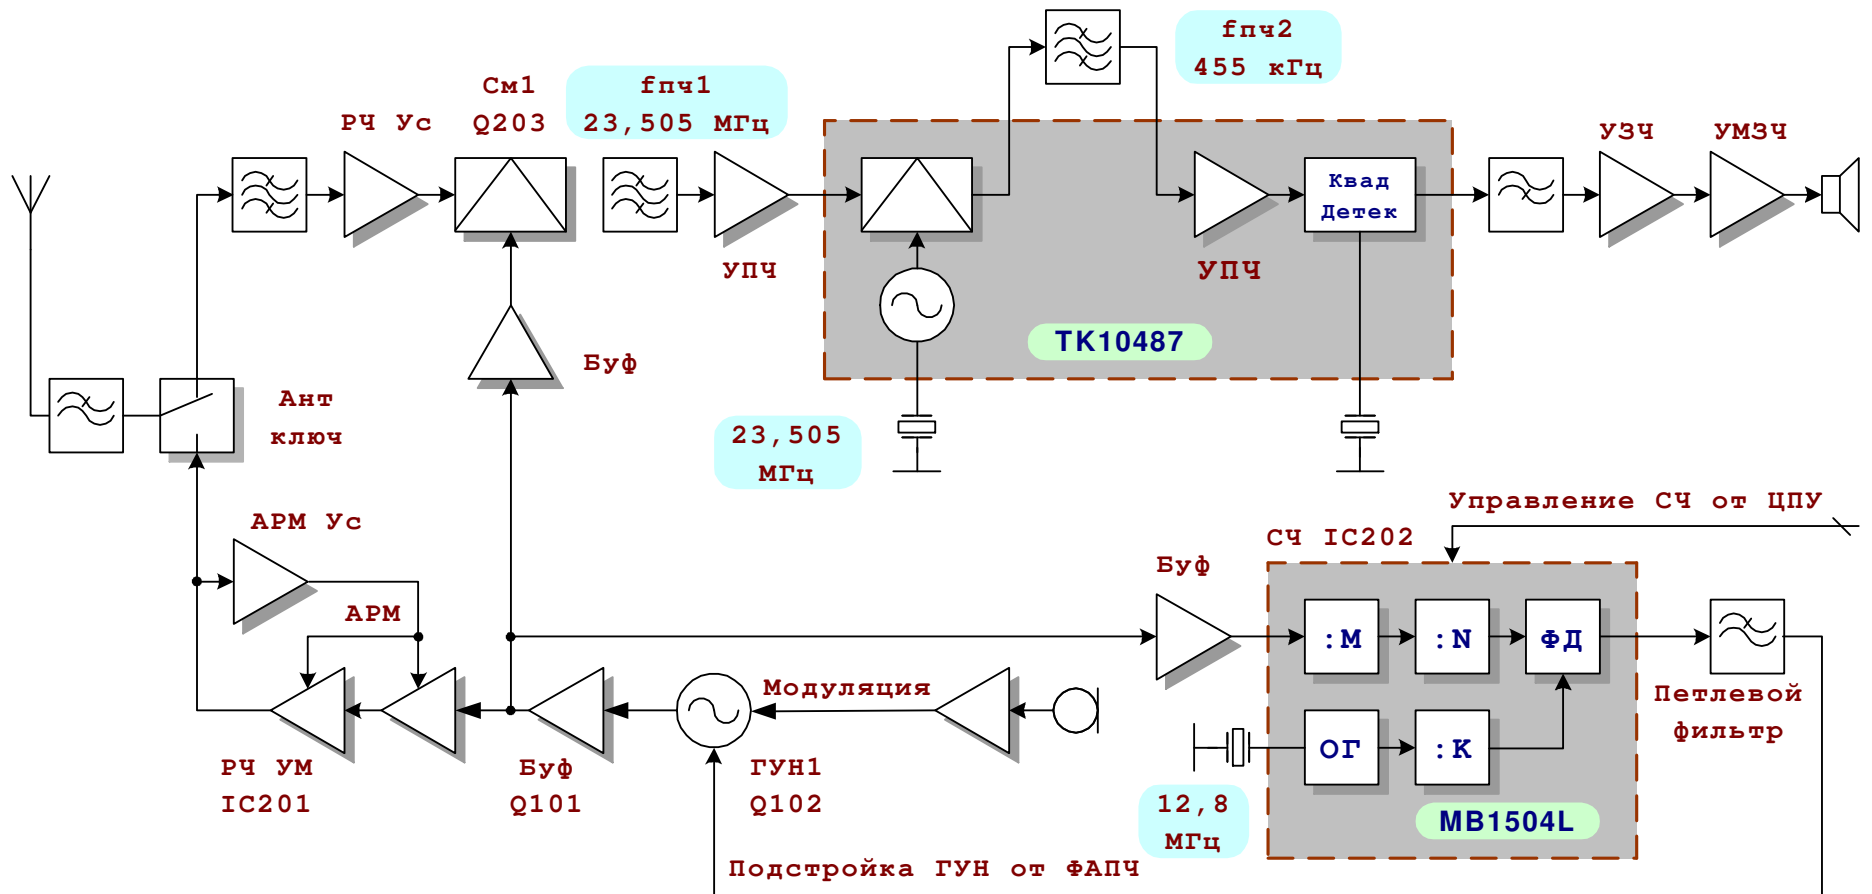 fпч2
455 кГц
См1
Q203
fпч1
23,505 МГц
РЧ Ус
УЗЧ
УМЗЧ
Квад
Детек
УПЧ
УПЧ
TK10487
Буф
Ант
ключ
23,505
МГц
Управление СЧ от ЦПУ
АРМ Ус
СЧ IC202
Буф
АРМ
:M
:N
ФД
Модуляция
Петлевой
фильтр
ОГ
:K
РЧ УМ
IC201
Буф
Q101
ГУН1
Q102
12,8
МГц
MB1504L
Подстройка ГУН от ФАПЧ